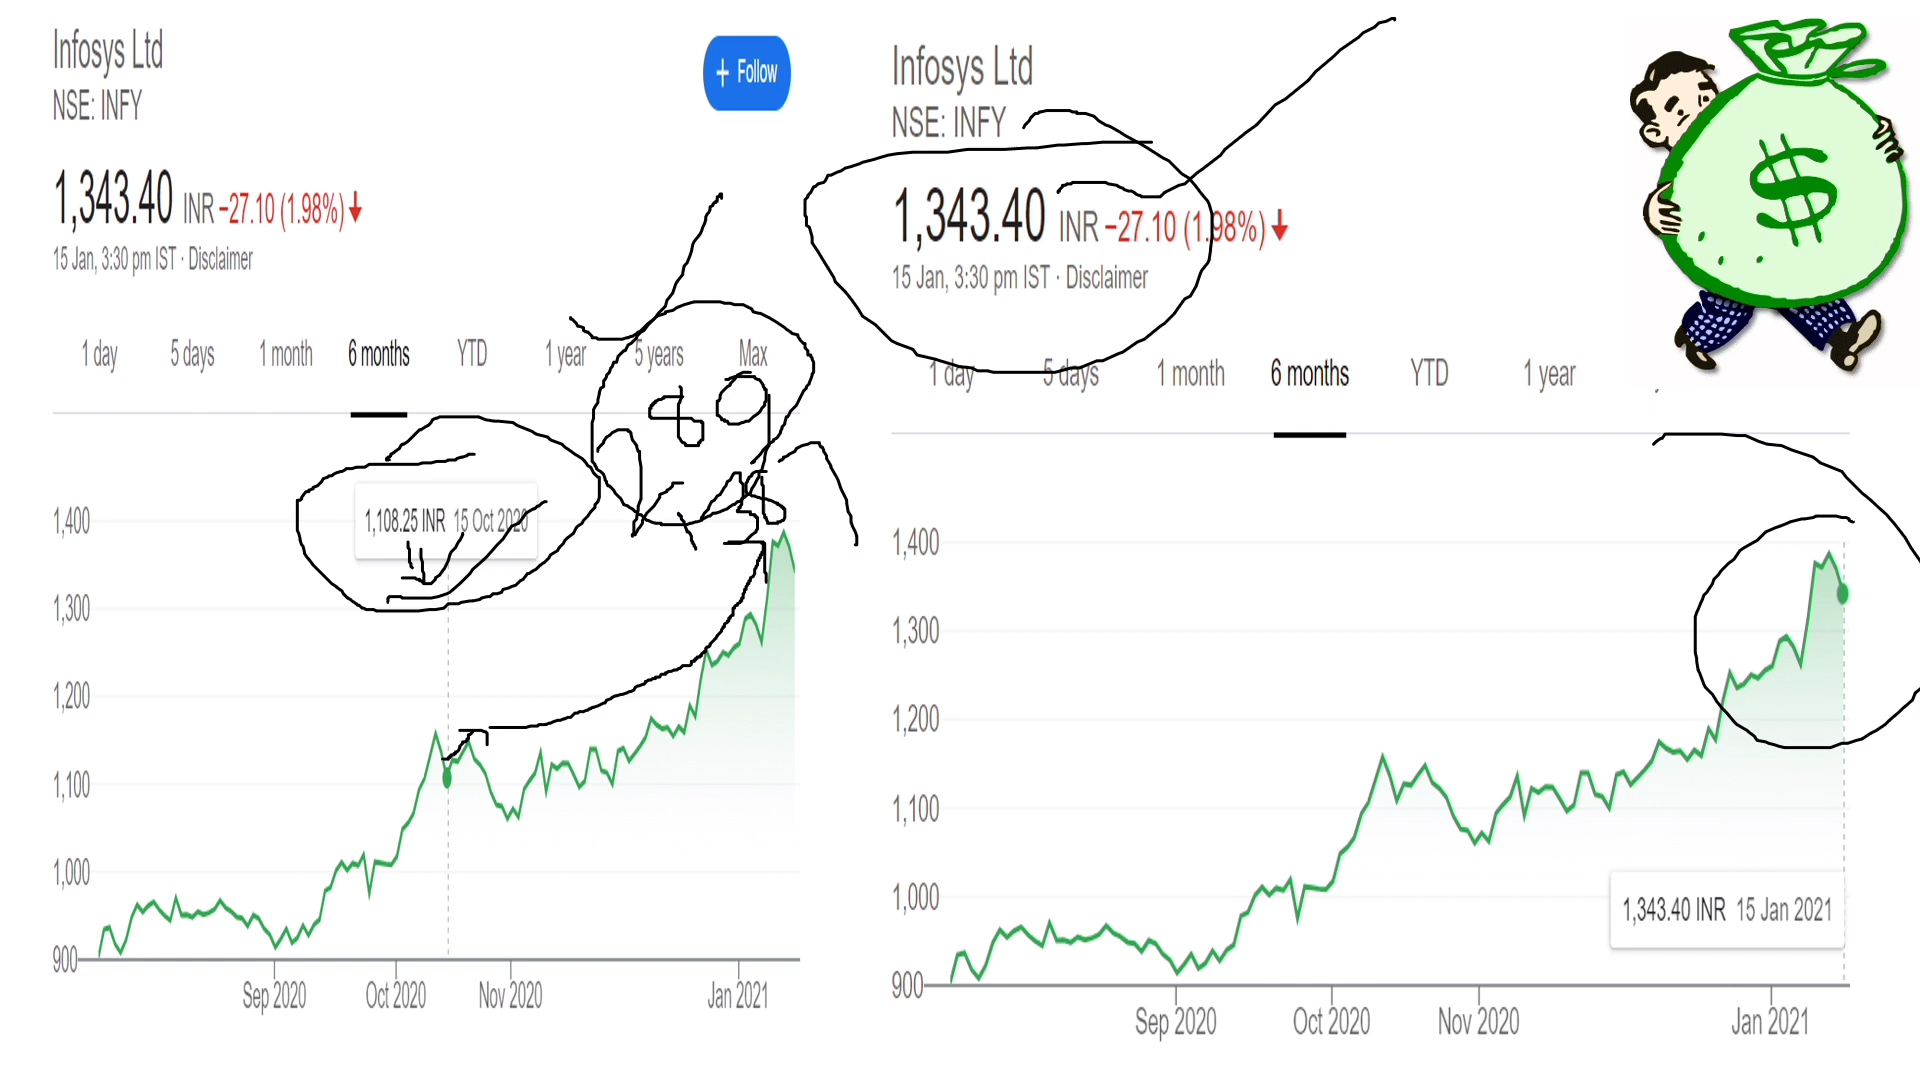 Infosys Ltd
+ Follow
NSE: INFY
1,343.40 INR −27.10 (1.98%)
15 Jan, 3:30 pm IST · Disclaimer
1 day 5 days 1 month 6 months YTD 1 year 5 years Max
80
1,108.25 INR 15 Oct 2020
1,400
1,300
1,200
1,100
1,000
900
Sep 2020 Oct 2020 Nov 2020 Jan 2021
Infosys Ltd
NSE: INFY
1,343.40 INR −27.10 (1.98%)
15 Jan, 3:30 pm IST · Disclaimer
1 day 5 days 1 month 6 months YTD 1 year
1,400
1,300
1,200
1,100
1,000
900
1,343.40 INR 15 Jan 2021
Sep 2020 Oct 2020 Nov 2020 Jan 2021
$